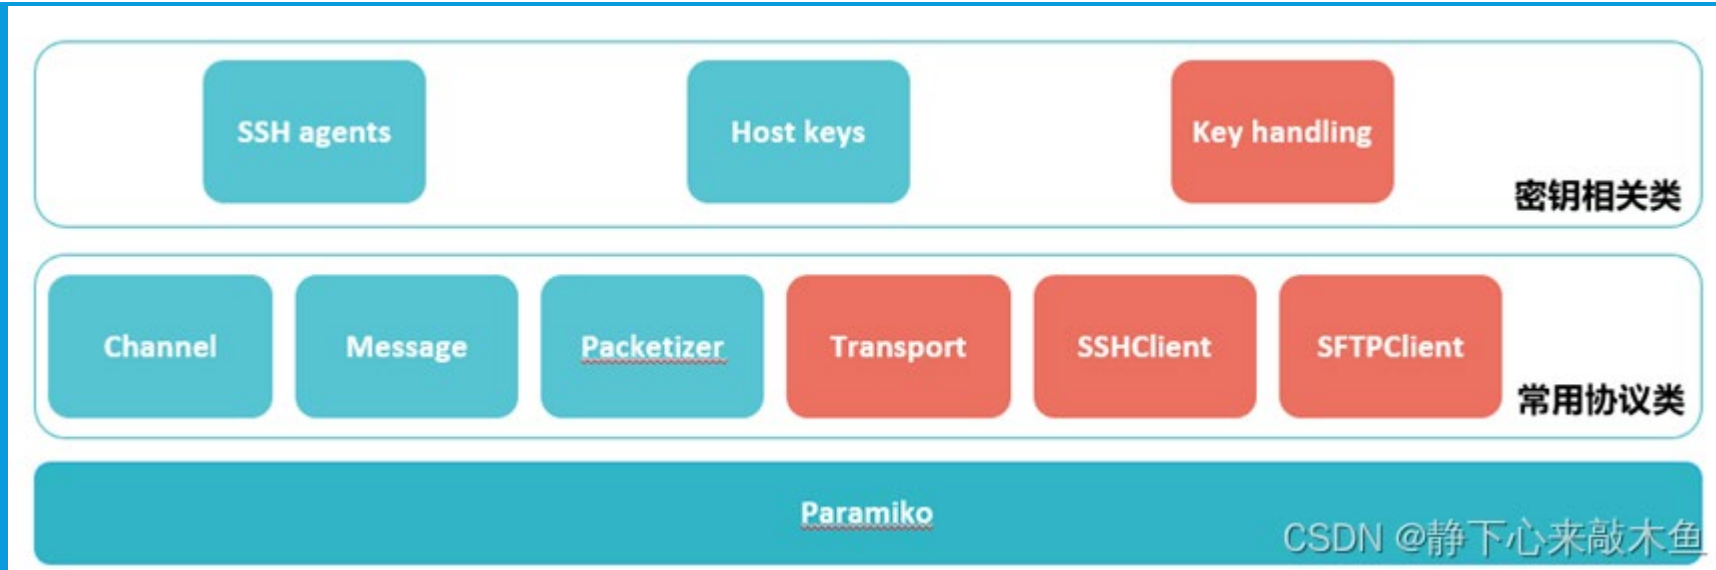 SSH agents
Host keys
Key handling
密钥相关类
Channel
Message
Packetizer
Transport
SSHClient
SFTPClient
常用协议类
Paramiko
CSDN @静下心来敲木鱼